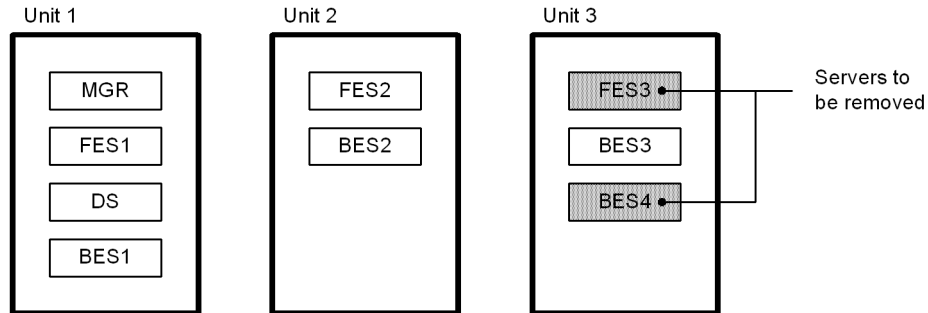 Unit 1
MGR
FES1
DS
BES1
Unit 2
FES2
BES2
Unit 3
FES3
BES3
BES4
Servers to
be removed